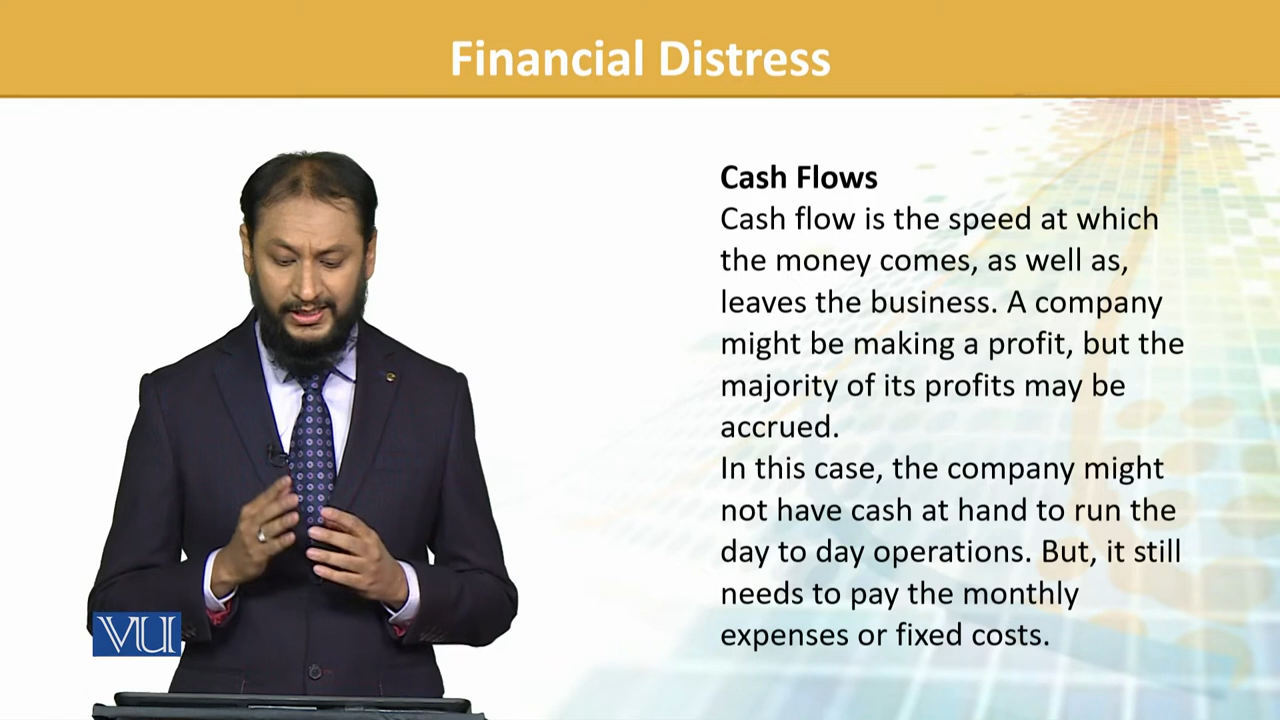 Financial Distress
Cash Flows
Cash flow is the speed at which
the money comes, as well as,
leaves the business. A company
might be making a profit, but the
majority of its profits may be
accrued.
In this case, the company might
not have cash at hand to run the
day to day operations. But, it still
needs to pay the monthly
expenses or fixed costs.
VU